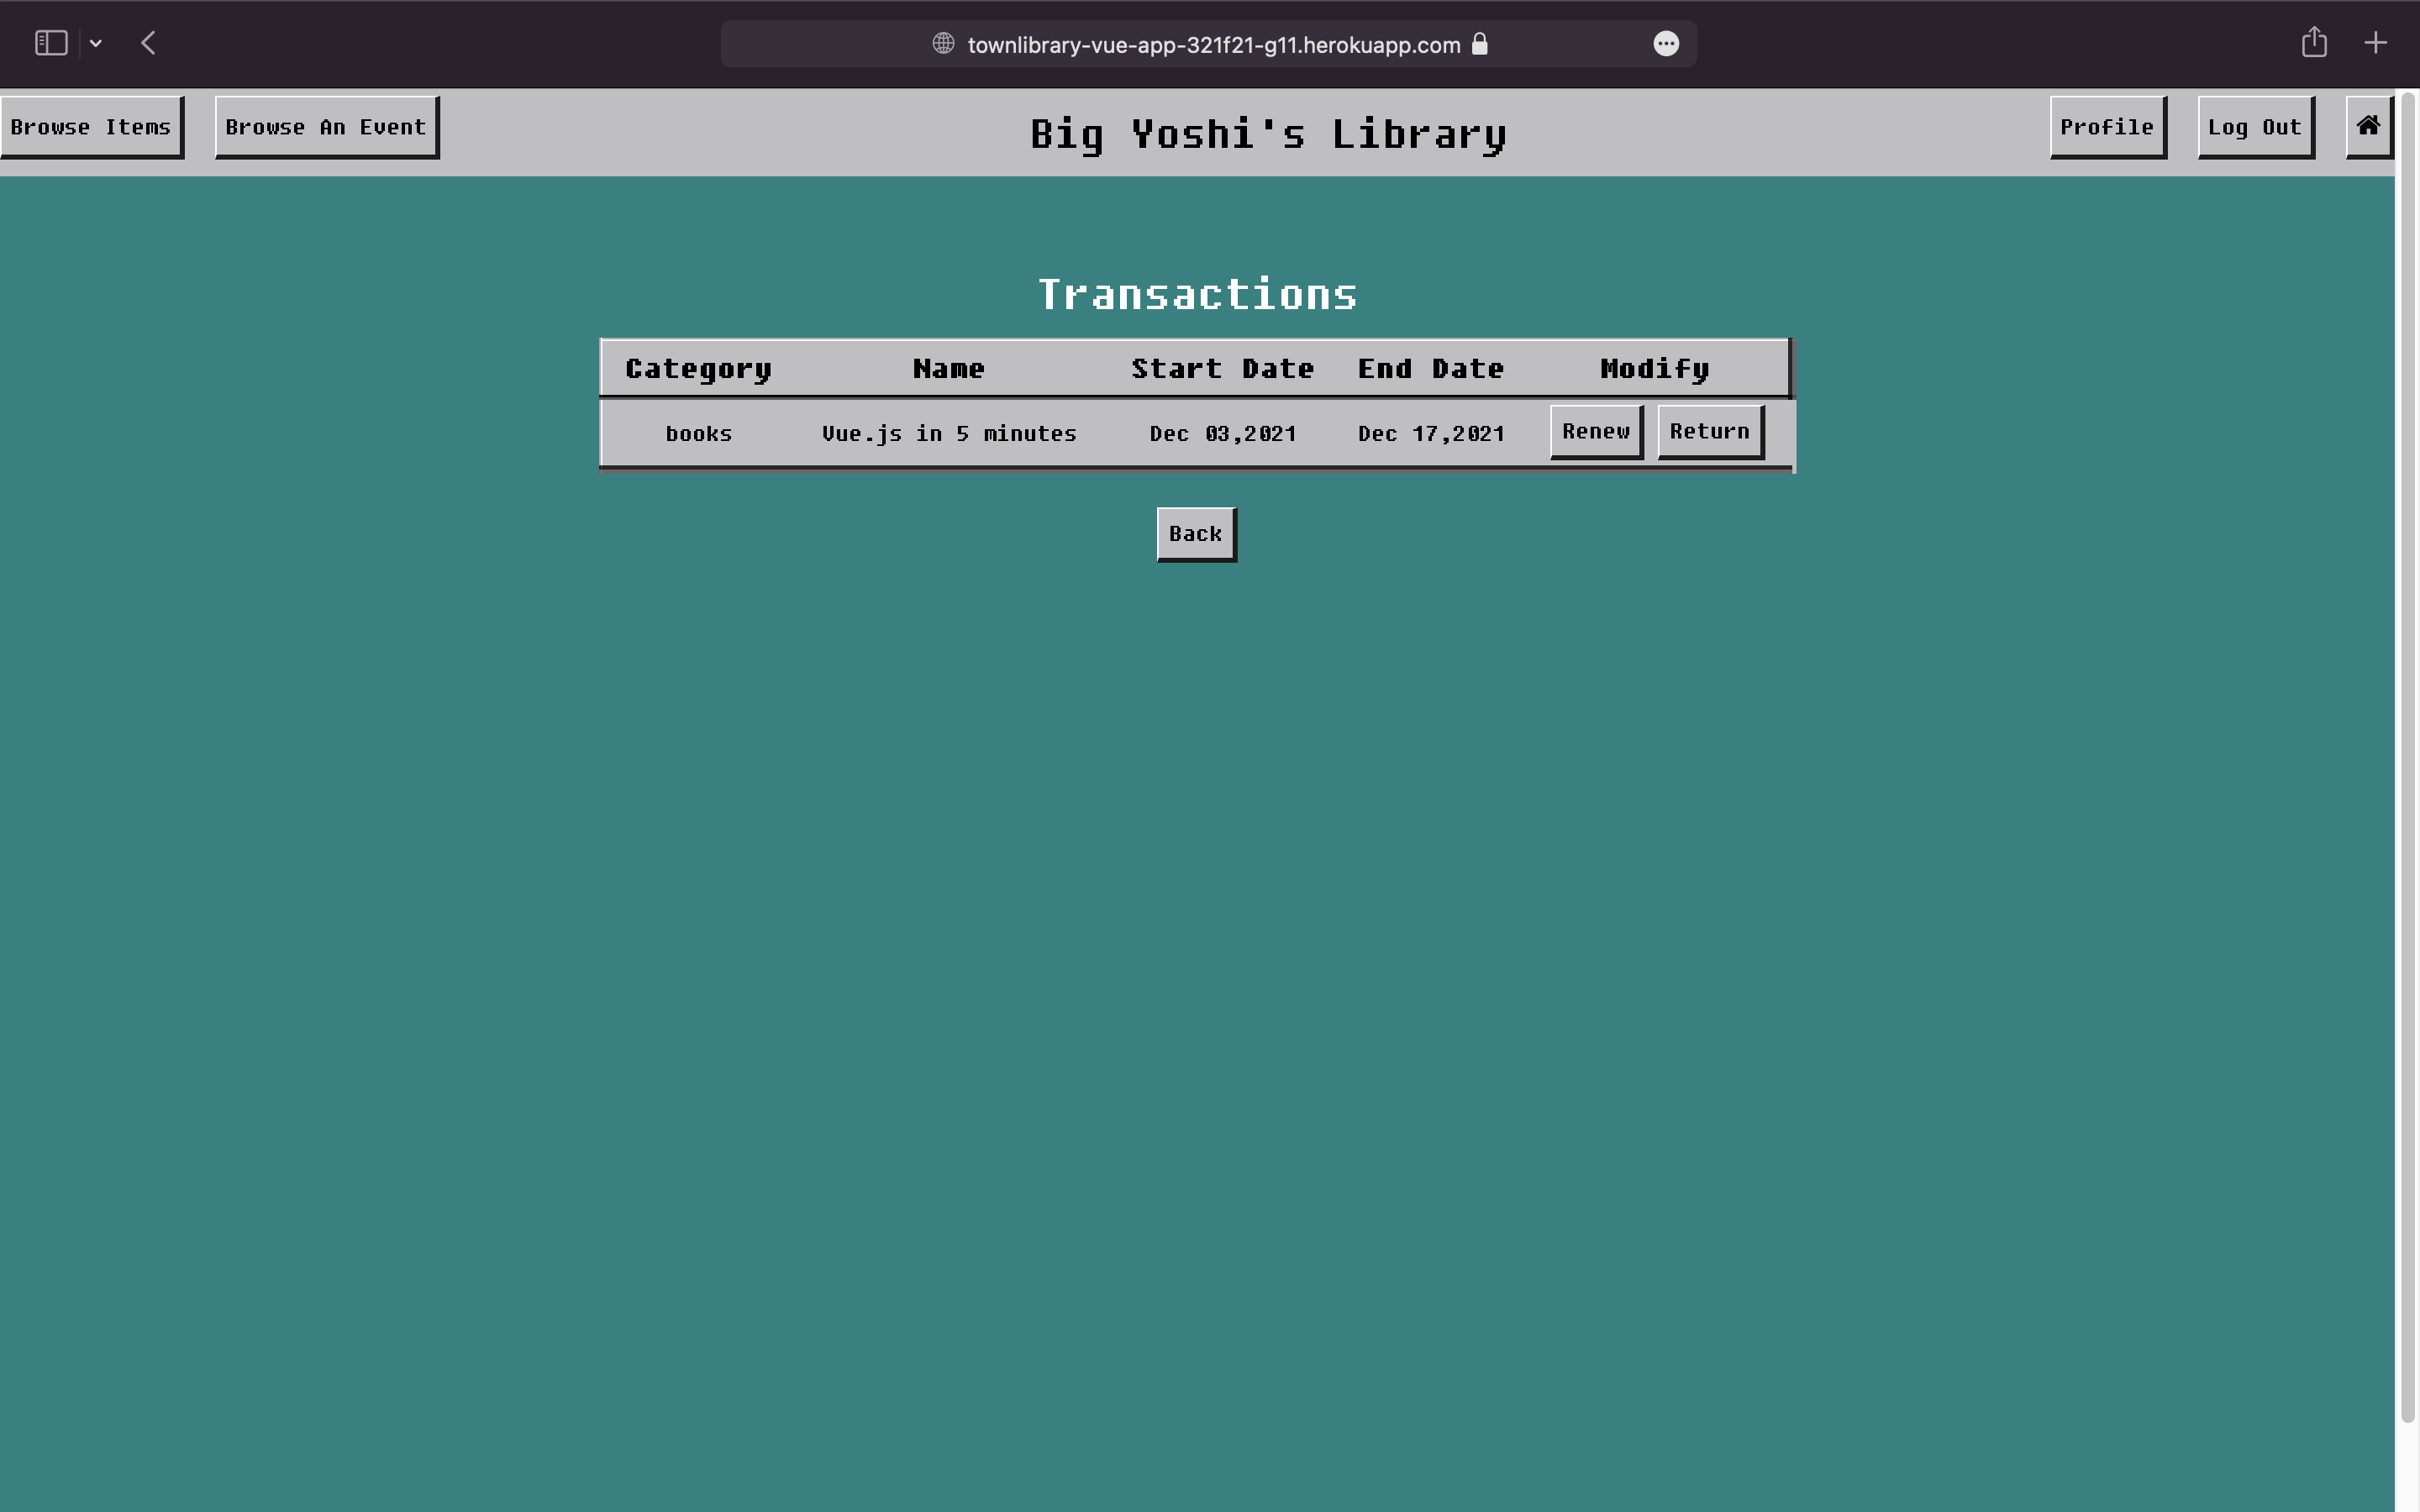 townlibrary-vue-app-321f21-g11.herokuapp.com
Browse Items Browse An Event Big Yoshi's Library Profile Log Out
Transactions
Category Name Start Date End Date Modify
books Vue.js in 5 minutes Dec 03,2021 Dec 17,2021 Renew Return
Back